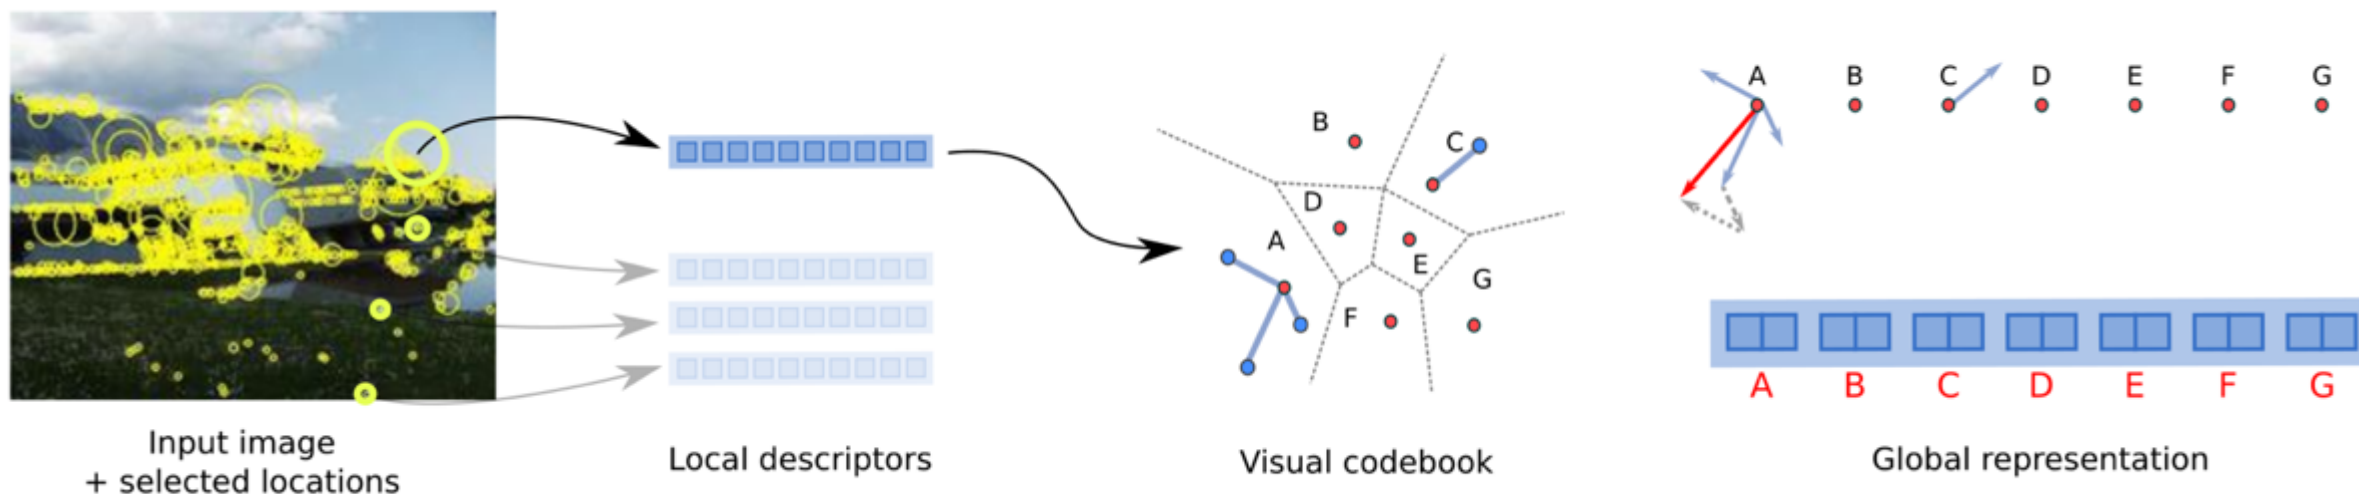 A B C D E F G
B
C
D
A
E
G
F
A B C D E F G
Input image
+ selected locations
Local descriptors
Visual codebook
Global representation